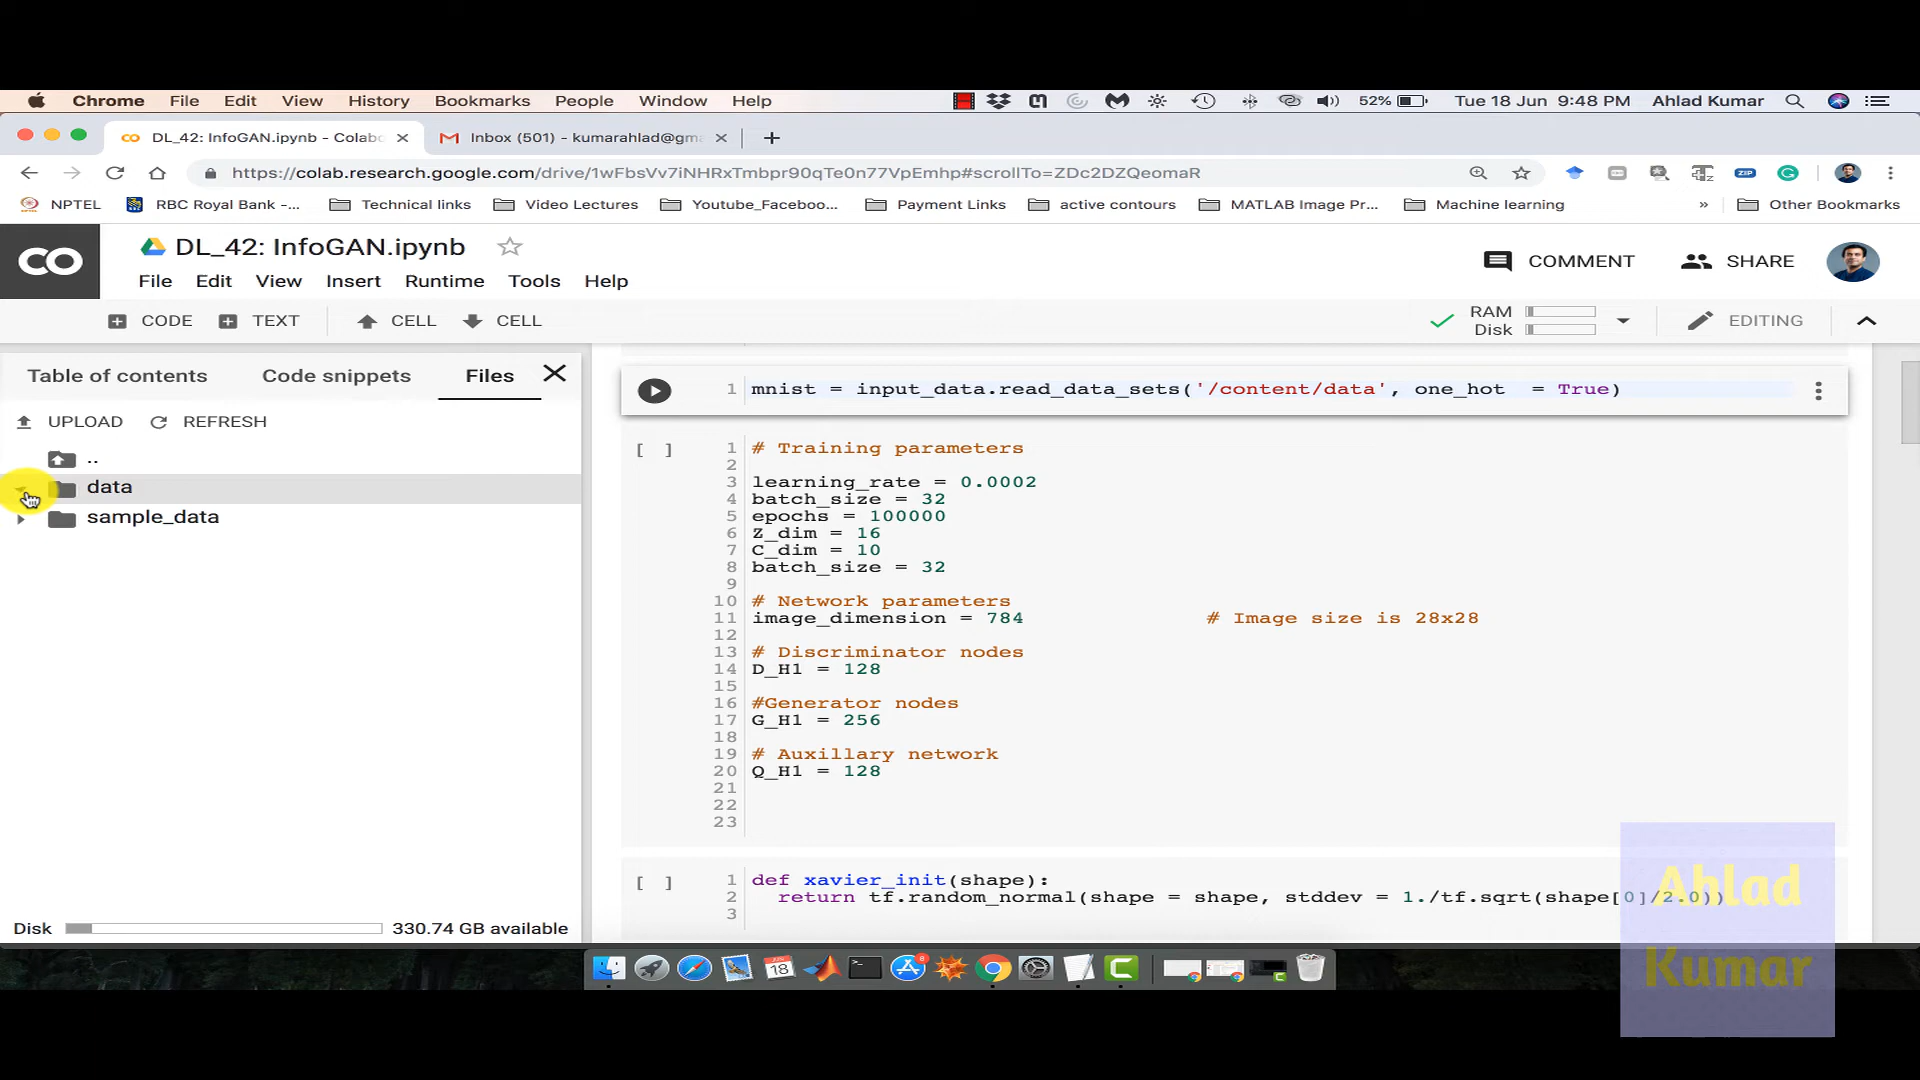 Chrome File Edit View History Bookmarks People Window Help 52% Tue 18 Jun 9:48 PM Ahlad Kumar
DL_42: InfoGAN.ipynb - Colabo Inbox (501) - kumarahlad@gma
https://colab.research.google.com/drive/1wFbsVv7iNHRxTmbpr90qTe0n77VpEmhp#scrollTo=ZDc2DZQeomaR
NPTEL RBC Royal Bank -... Technical links Video Lectures Youtube_Faceboo... Payment Links active contours MATLAB Image Pr... Machine learning » Other Bookmarks
CO DL_42: InfoGAN.ipynb COMMENT SHARE
File Edit View Insert Runtime Tools Help
CODE TEXT CELL CELL RAM Disk EDITING
Table of contents Code snippets Files
UPLOAD REFRESH
..
data
sample_data
Disk 330.74 GB available
1 mnist = input_data.read_data_sets('/content/data', one_hot = True)
[ ] 1 # Training parameters
2
3 learning_rate = 0.0002
4 batch_size = 32
5 epochs = 100000
6 Z_dim = 16
7 C_dim = 10
8 batch_size = 32
9
10 # Network parameters
11 image_dimension = 784 # Image size is 28x28
12
13 # Discriminator nodes
14 D_H1 = 128
15
16 #Generator nodes
17 G_H1 = 256
18
19 # Auxillary network
20 Q_H1 = 128
21
22
23
[ ] 1 def xavier_init(shape):
2 return tf.random_normal(shape = shape, stddev = 1./tf.sqrt(shape[0]/2.0))
3
Ahlad
Kumar